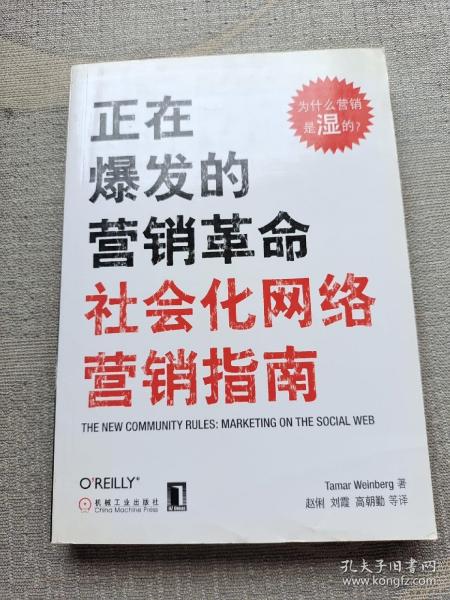 为什么营销
是湿的?
正在
爆发的
营销革命
社会化网络
营销指南
THE NEW COMMUNITY RULES: MARKETING ON THE SOCIAL WEB
O'REILLY®
Tamar Weinberg 著
机械工业出版社
China Machine Press
赵俐 刘霞 高朝勤 等译
孔夫子旧书网
www.kongfz.com